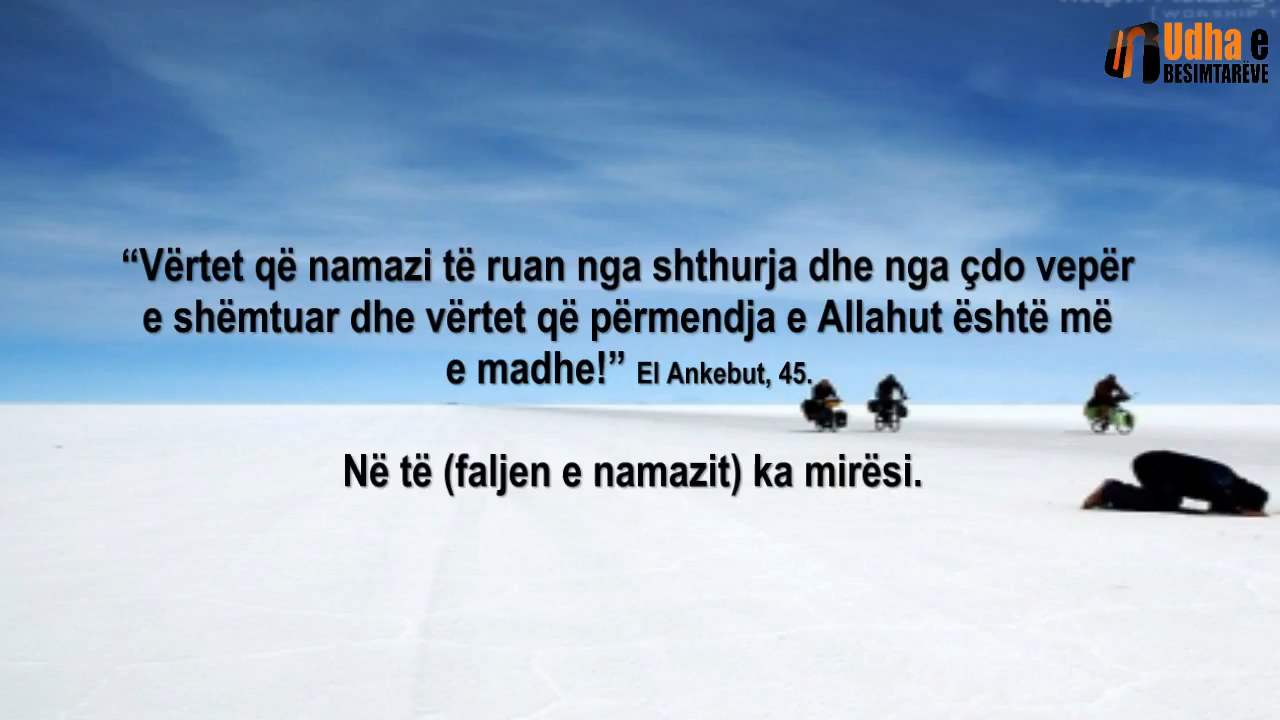 WORSHIP T
Udha e
BESIMTARËVE
“Vërtet që namazi të ruan nga shthurja dhe nga çdo vepër
e shëmtuar dhe vërtet që përmendja e Allahut është më
e madhe!” El Ankebut, 45.
Në të (faljen e namazit) ka mirësi.